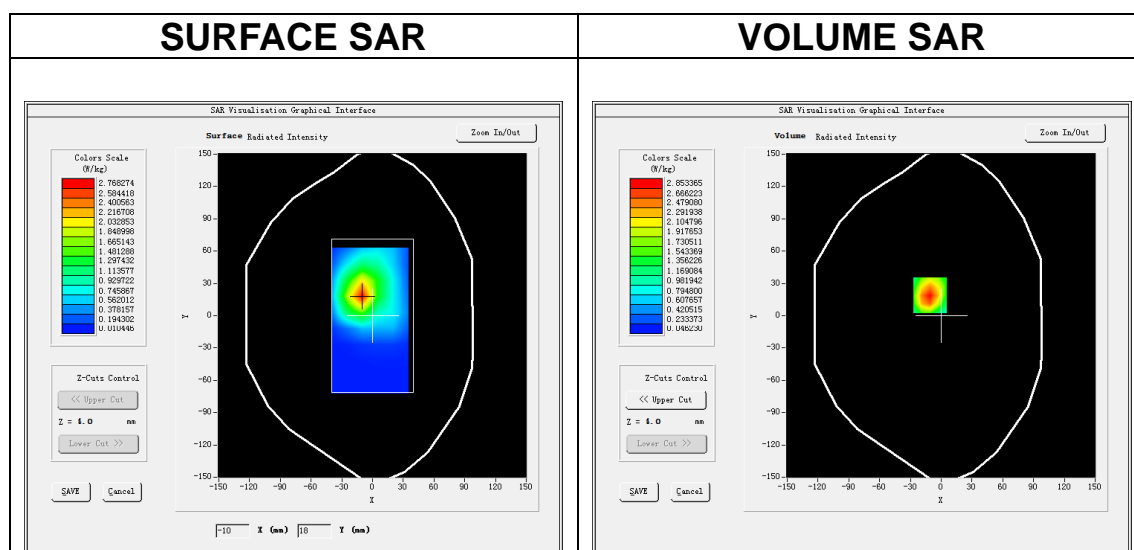 SURFACE SAR
VOLUME SAR
SAR Visualisation Graphical Interface
Surface Radiated Intensity
Zoom In/Out
Colors Scale
(W/kg)
2.768274
2.584418
2.400563
2.216708
2.032853
1.848998
1.665143
1.481288
1.297432
1.113577
0.929722
0.745867
0.562012
0.378157
0.194302
0.010446
150
120
90
60
30
0
-30
-60
-90
-120
-150
Y
-150 -120 -90 -60 -30 0 30 60 90 120 150
X
Z-Cuts Control
<< Upper Cut
Z = 4.0 mm
Lower Cut >>
SAVE Cancel
-10 X (mm) 18 Y (mm)
SAR Visualisation Graphical Interface
Volume Radiated Intensity
Zoom In/Out
Colors Scale
(W/kg)
2.853365
2.666223
2.479080
2.291938
2.104796
1.917653
1.730511
1.543369
1.356226
1.169084
0.981942
0.794800
0.607657
0.420515
0.233373
0.046230
150
120
90
60
30
0
-30
-60
-90
-120
-150
Y
-150 -120 -90 -60 -30 0 30 60 90 120 150
X
Z-Cuts Control
<< Upper Cut
Z = 4.0 mm
Lower Cut >>
SAVE Cancel